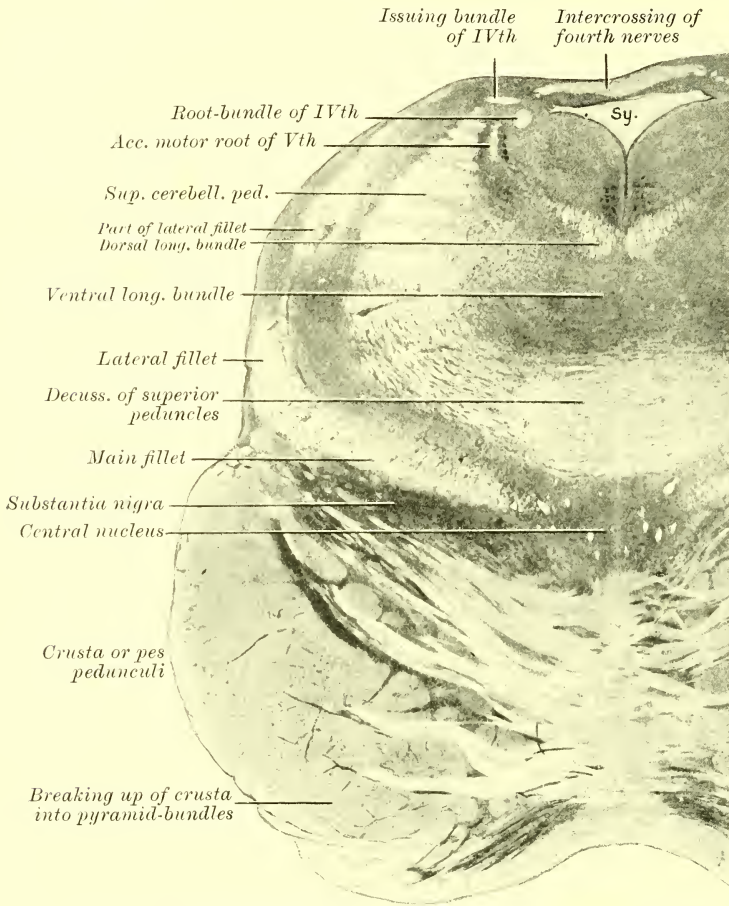 Issuing bundle
of IVth
Intercrossing of
fourth nerves
Root-bundle of IVth
Sy.
Acc. motor root of Vth
Sup. cerebell. ped.
Part of lateral fillet
Dorsal long. bundle
Ventral long. bundle
Lateral fillet
Decuss. of superior
peduncles
Main fillet
Substantia nigra
Central nucleus
Crusta or pes
pedunculi
Breaking up of crusta
into pyramid-bundles